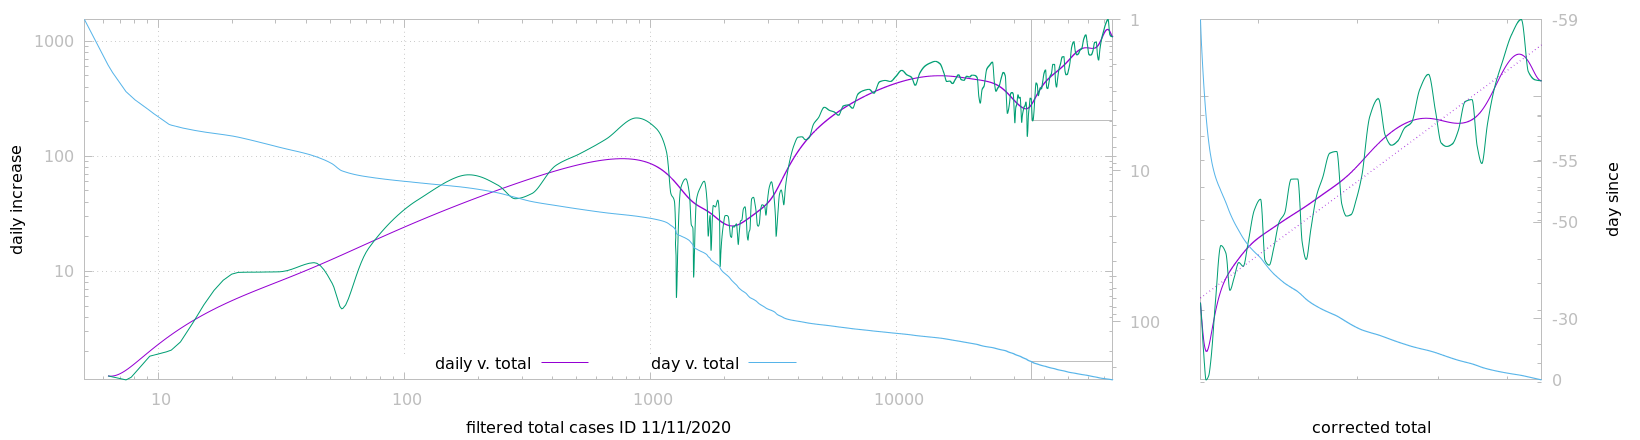 1000
100
10
daily increase
10
100
1000
10000
filtered total cases ID 11/11/2020
daily v. total
day v. total
1
10
100
-59
-55
-50
-30
0
day since
corrected total